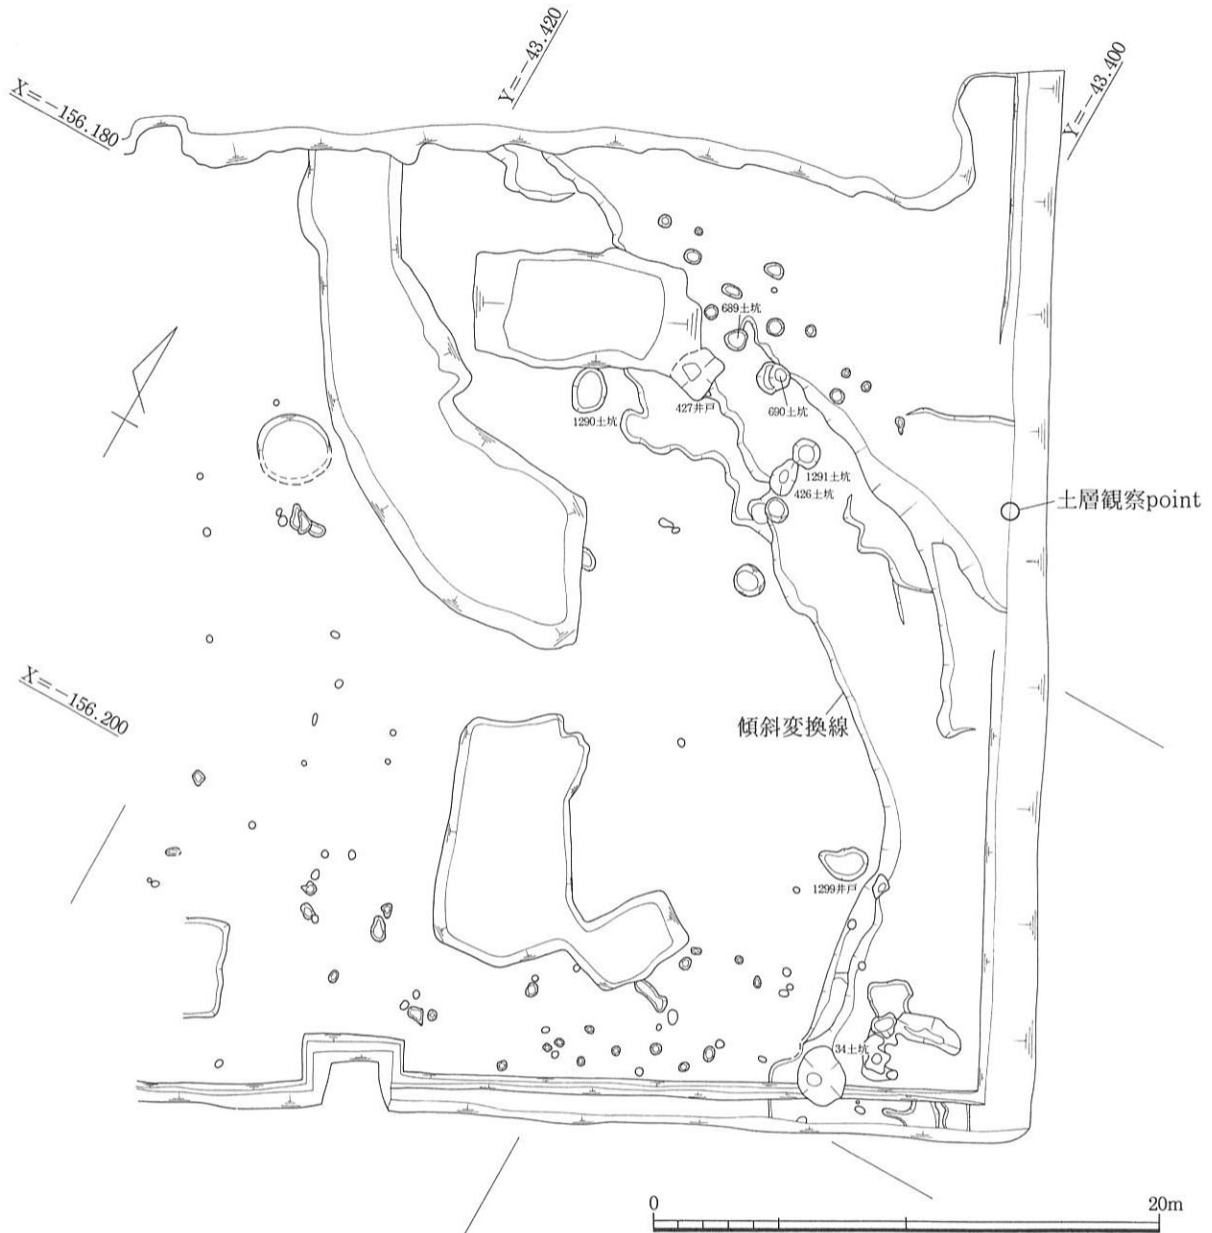 Y=-43.420
Y=-43.400
X=-156.180
689土坑
427井戸
690土坑
1290土坑
1291土坑
426土坑
土層観察point
X=-156.200
傾斜変換線
1299井戸
34土坑
0
20m